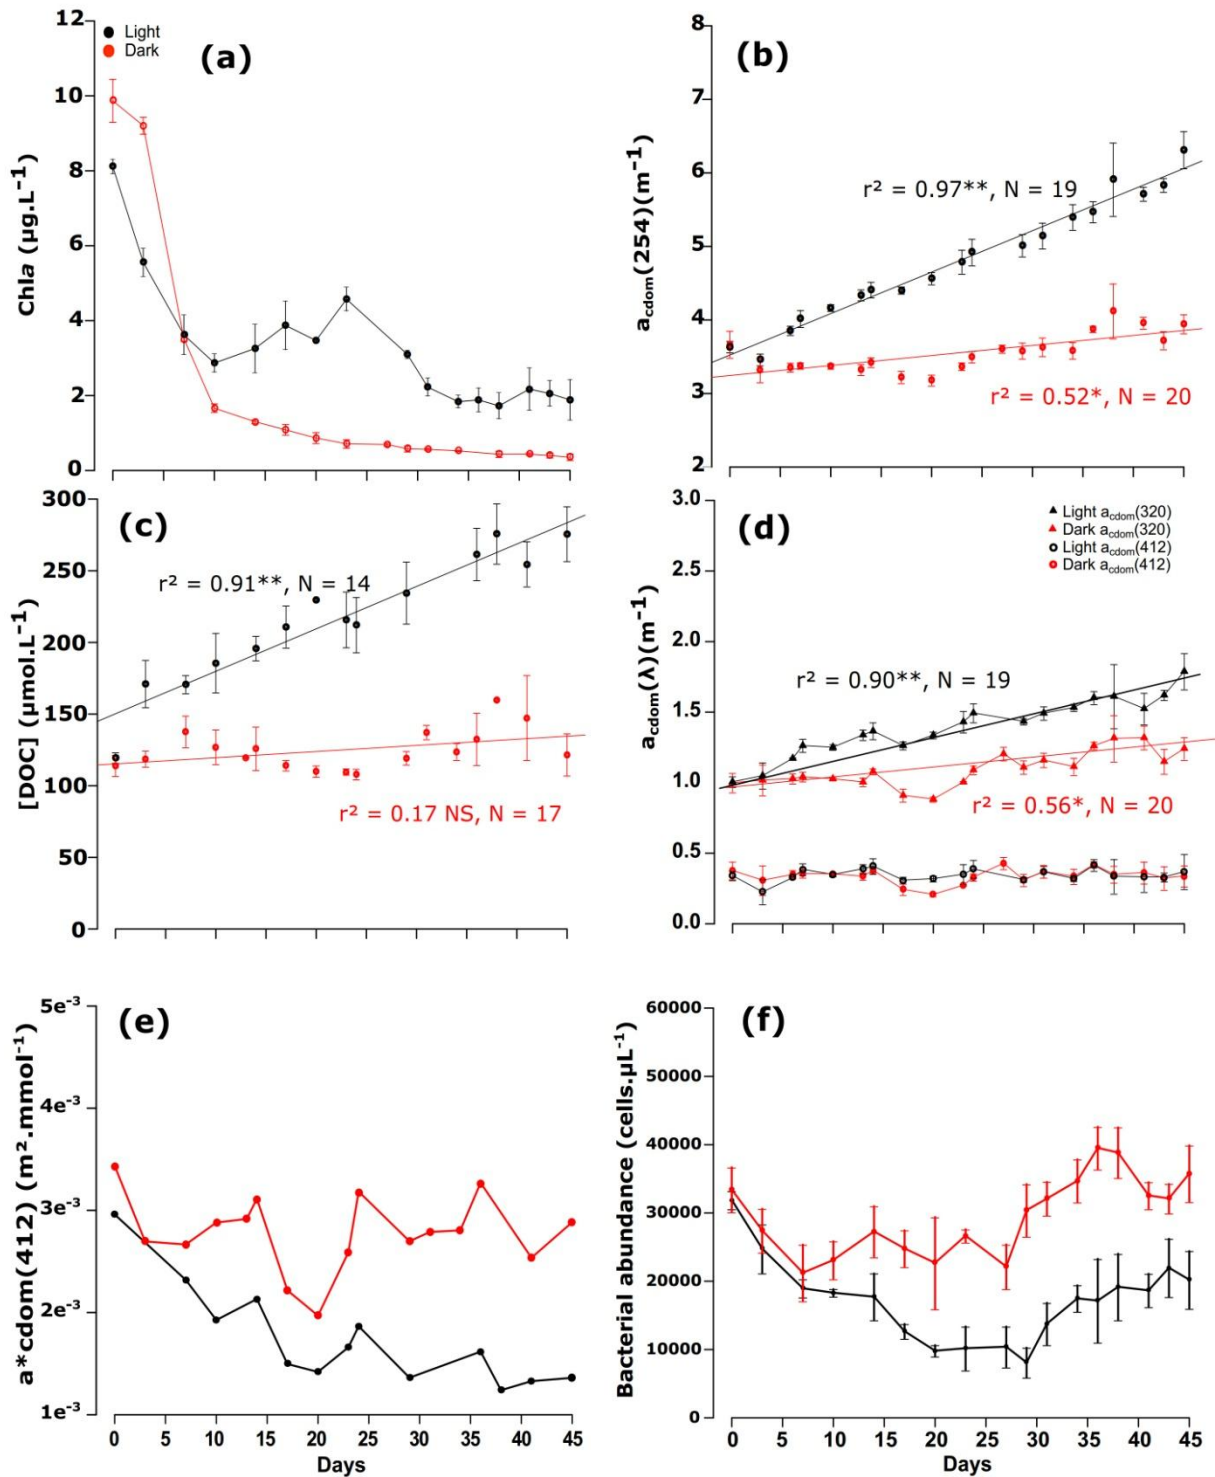 Light
Dark
(a)
Chla (μg.L⁻¹)
12
10
8
6
4
2
0
(b)
a_cdom(254)(m⁻¹)
8
7
6
5
4
3
2
r² = 0.97**, N = 19
r² = 0.52*, N = 20
(c)
[DOC] (μmol.L⁻¹)
300
250
200
150
100
50
0
r² = 0.91**, N = 14
r² = 0.17 NS, N = 17
(d)
a_cdom(λ)(m⁻¹)
3.0
2.5
2.0
1.5
1.0
0.5
0.0
Light a_cdom(320)
Dark a_cdom(320)
Light a_cdom(412)
Dark a_cdom(412)
r² = 0.90**, N = 19
r² = 0.56*, N = 20
(e)
a*cdom(412) (m².mmol⁻¹)
5e⁻³
4e⁻³
3e⁻³
2e⁻³
1e⁻³
0 5 10 15 20 25 30 35 40 45
Days
(f)
Bacterial abundance (cells.μL⁻¹)
60000
50000
40000
30000
20000
10000
0
0 5 10 15 20 25 30 35 40 45
Days